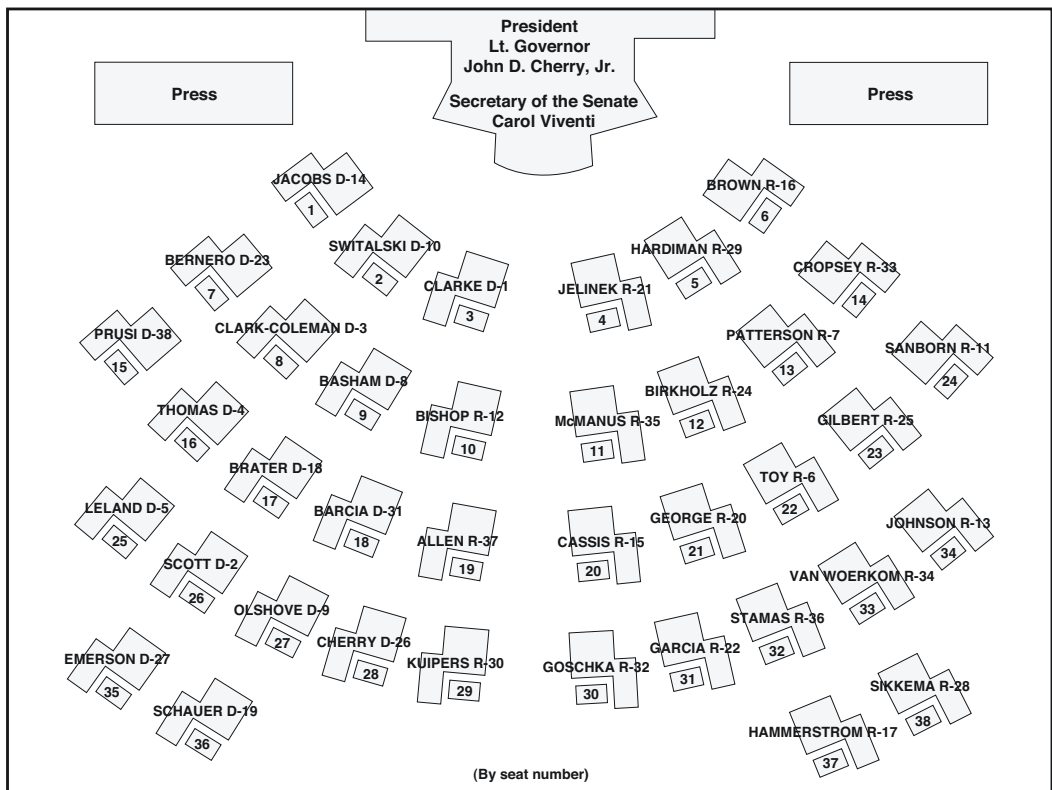 President
Lt. Governor
John D. Cherry, Jr.
Secretary of the Senate
Carol Viventi
Press
Press
JACOBS D-14
1
SWITALSKI D-10
2
CLARKE D-1
3
JELINEK R-21
4
HARDIMAN R-29
5
BROWN R-16
6
BERNERO D-23
7
CLARK-COLEMAN D-3
8
BASHAM D-8
9
BISHOP R-12
10
McMANUS R-35
11
BIRKHOLZ R-24
12
PATTERSON R-7
13
CROPSEY R-33
14
PRUSI D-38
15
THOMAS D-4
16
BRATER D-18
17
BARCIA D-31
18
ALLEN R-37
19
CASSIS R-15
20
GEORGE R-20
21
TOY R-6
22
GILBERT R-25
23
SANBORN R-11
24
LELAND D-5
25
SCOTT D-2
26
OLSHOVE D-9
27
CHERRY D-26
28
KUIPERS R-30
29
GOSCHKA R-32
30
GARCIA R-22
31
STAMAS R-36
32
VAN WOERKOM R-34
33
JOHNSON R-13
34
EMERSON D-27
35
SCHAUER D-19
36
HAMMERSTROM R-17
37
SIKKEMA R-28
38
(By seat number)